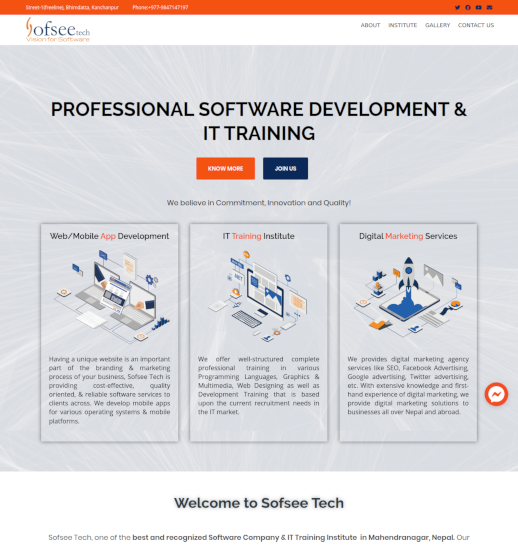 Street-1(Freeline), Bhimdatta, Kanchanpur Phone:+977-9847147197
Sofsee tech
Vision for Software
ABOUT INSTITUTE GALLERY CONTACT US
PROFESSIONAL SOFTWARE DEVELOPMENT &
IT TRAINING
KNOW MORE JOIN US
We believe in Commitment, Innovation and Quality!
Web/Mobile App Development
Having a unique website is an important
part of the branding & marketing
process of your business, Sofsee Tech is
providing cost-effective, quality
oriented, & reliable software services to
clients across. We develop mobile apps
for various operating systems & mobile
platforms.
IT Training Institute
We offer well-structured complete
professional training in various
Programming Languages, Graphics &
Multimedia, Web Designing as well as
Development Training that is based
upon the current recruitment needs in
the IT market.
Digital Marketing Services
We provides digital marketing agency
services like SEO, Facebook Advertising,
Google advertising, Twitter advertising,
etc. With extensive knowledge and first-
hand experience of digital marketing, we
provide digital marketing solutions to
businesses all over Nepal and abroad.
Welcome to Sofsee Tech
Sofsee Tech, one of the best and recognized Software Company & IT Training Institute in Mahendranagar, Nepal. Our